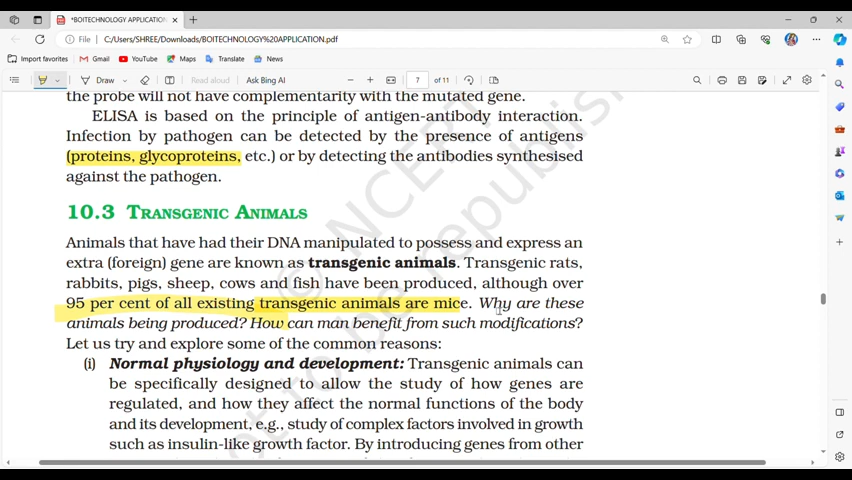 *BOITECHNOLOGY APPLICATION.
File
C:/Users/SHREE/Downloads/BOITECHNOLOGY%20APPLICATION.pdf
Import favorites
Gmail
YouTube
Maps
Translate
News
Draw
Read aloud
Ask Bing AI
7
of 11
the probe will not have complementarity with the mutated gene.
ELISA is based on the principle of antigen-antibody interaction.
Infection by pathogen can be detected by the presence of antigens
(proteins, glycoproteins, etc.) or by detecting the antibodies synthesised
against the pathogen.
10.3 TRANSGENIC ANIMALS
Animals that have had their DNA manipulated to possess and express an
extra (foreign) gene are known as transgenic animals. Transgenic rats,
rabbits, pigs, sheep, cows and fish have been produced, although over
95 per cent of all existing transgenic animals are mice. Why are these
animals being produced? How can man benefit from such modifications?
Let us try and explore some of the common reasons:
(i) Normal physiology and development: Transgenic animals can
be specifically designed to allow the study of how genes are
regulated, and how they affect the normal functions of the body
and its development, e.g., study of complex factors involved in growth
such as insulin-like growth factor. By introducing genes from other
© NCERT
not to be republish